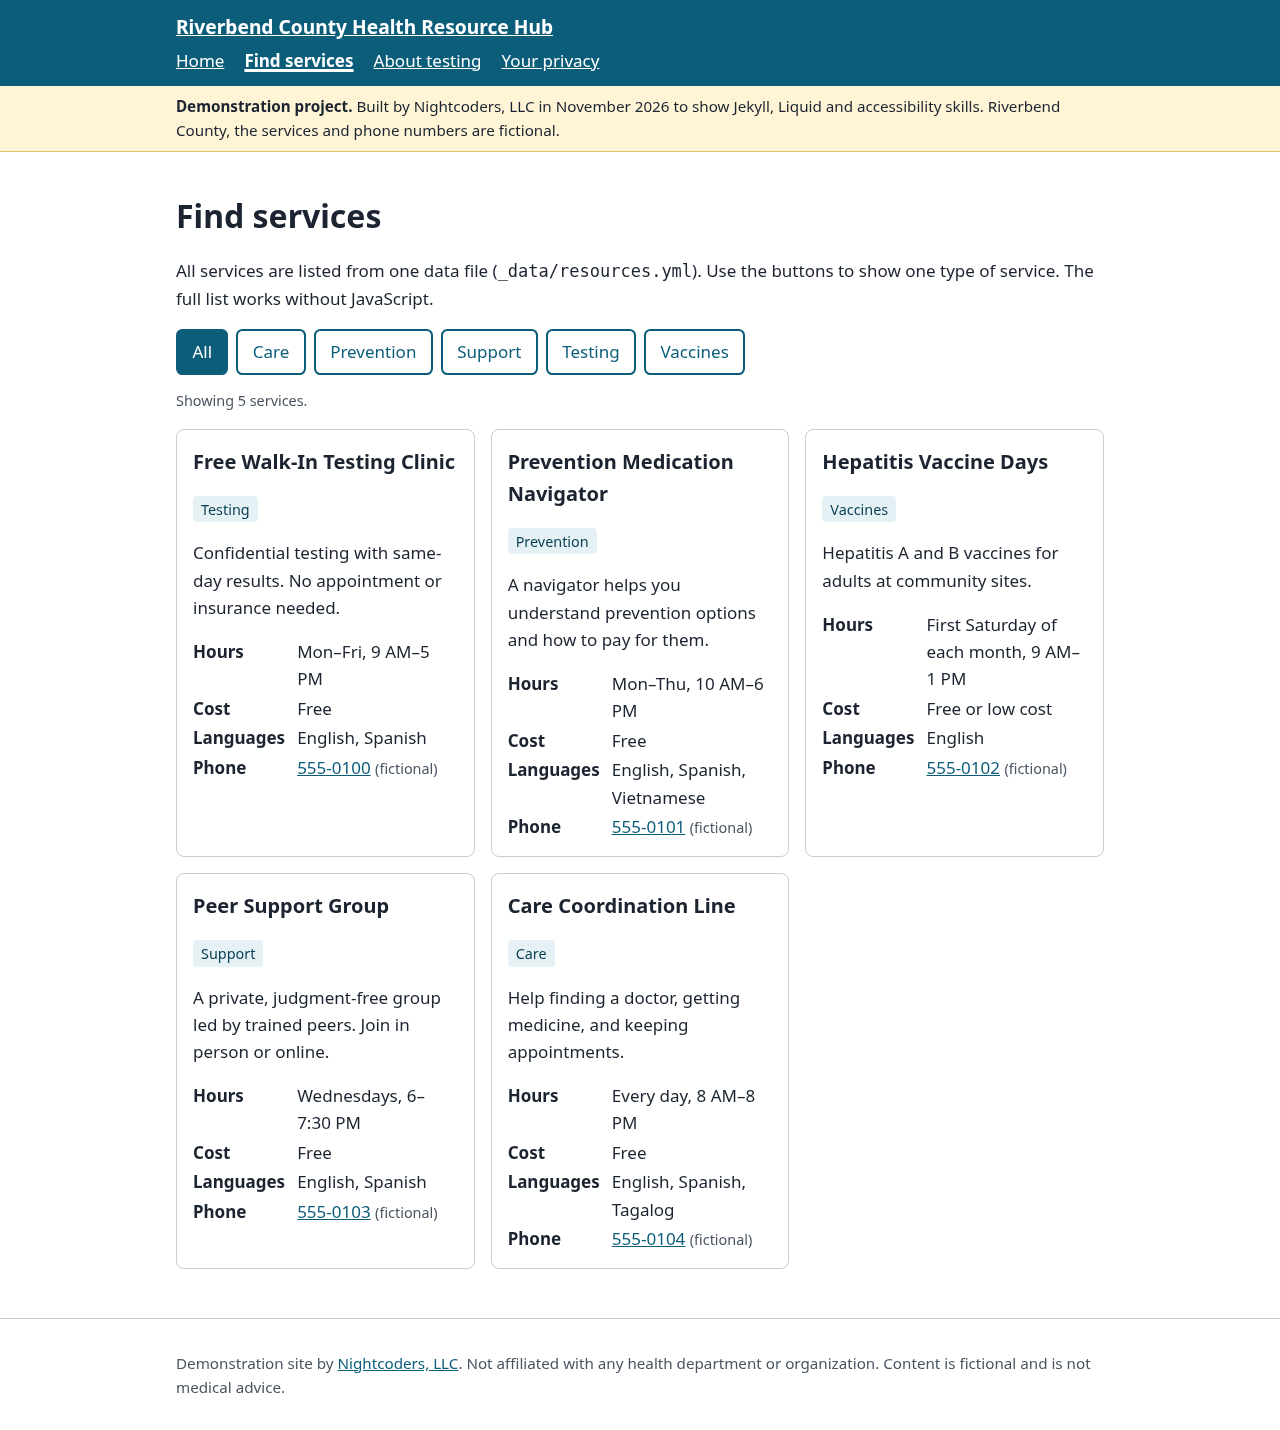 Riverbend County Health Resource Hub
Home Find services About testing Your privacy
Demonstration project. Built by Nightcoders, LLC in November 2026 to show Jekyll, Liquid and accessibility skills. Riverbend
County, the services and phone numbers are fictional.
Find services
All services are listed from one data file (_data/resources.yml). Use the buttons to show one type of service. The
full list works without JavaScript.
All Care Prevention Support Testing Vaccines
Showing 5 services.
Free Walk-In Testing Clinic
Testing
Confidential testing with same-
day results. No appointment or
insurance needed.
Hours Mon–Fri, 9 AM–5
PM
Cost Free
Languages English, Spanish
Phone 555-0100 (fictional)
Prevention Medication
Navigator
Prevention
A navigator helps you
understand prevention options
and how to pay for them.
Hours Mon–Thu, 10 AM–6
PM
Cost Free
Languages English, Spanish,
Vietnamese
Phone 555-0101 (fictional)
Hepatitis Vaccine Days
Vaccines
Hepatitis A and B vaccines for
adults at community sites.
Hours First Saturday of
each month, 9 AM–
1 PM
Cost Free or low cost
Languages English
Phone 555-0102 (fictional)
Peer Support Group
Support
A private, judgment-free group
led by trained peers. Join in
person or online.
Hours Wednesdays, 6–
7:30 PM
Cost Free
Languages English, Spanish
Phone 555-0103 (fictional)
Care Coordination Line
Care
Help finding a doctor, getting
medicine, and keeping
appointments.
Hours Every day, 8 AM–8
PM
Cost Free
Languages English, Spanish,
Tagalog
Phone 555-0104 (fictional)
Demonstration site by Nightcoders, LLC. Not affiliated with any health department or organization. Content is fictional and is not
medical advice.